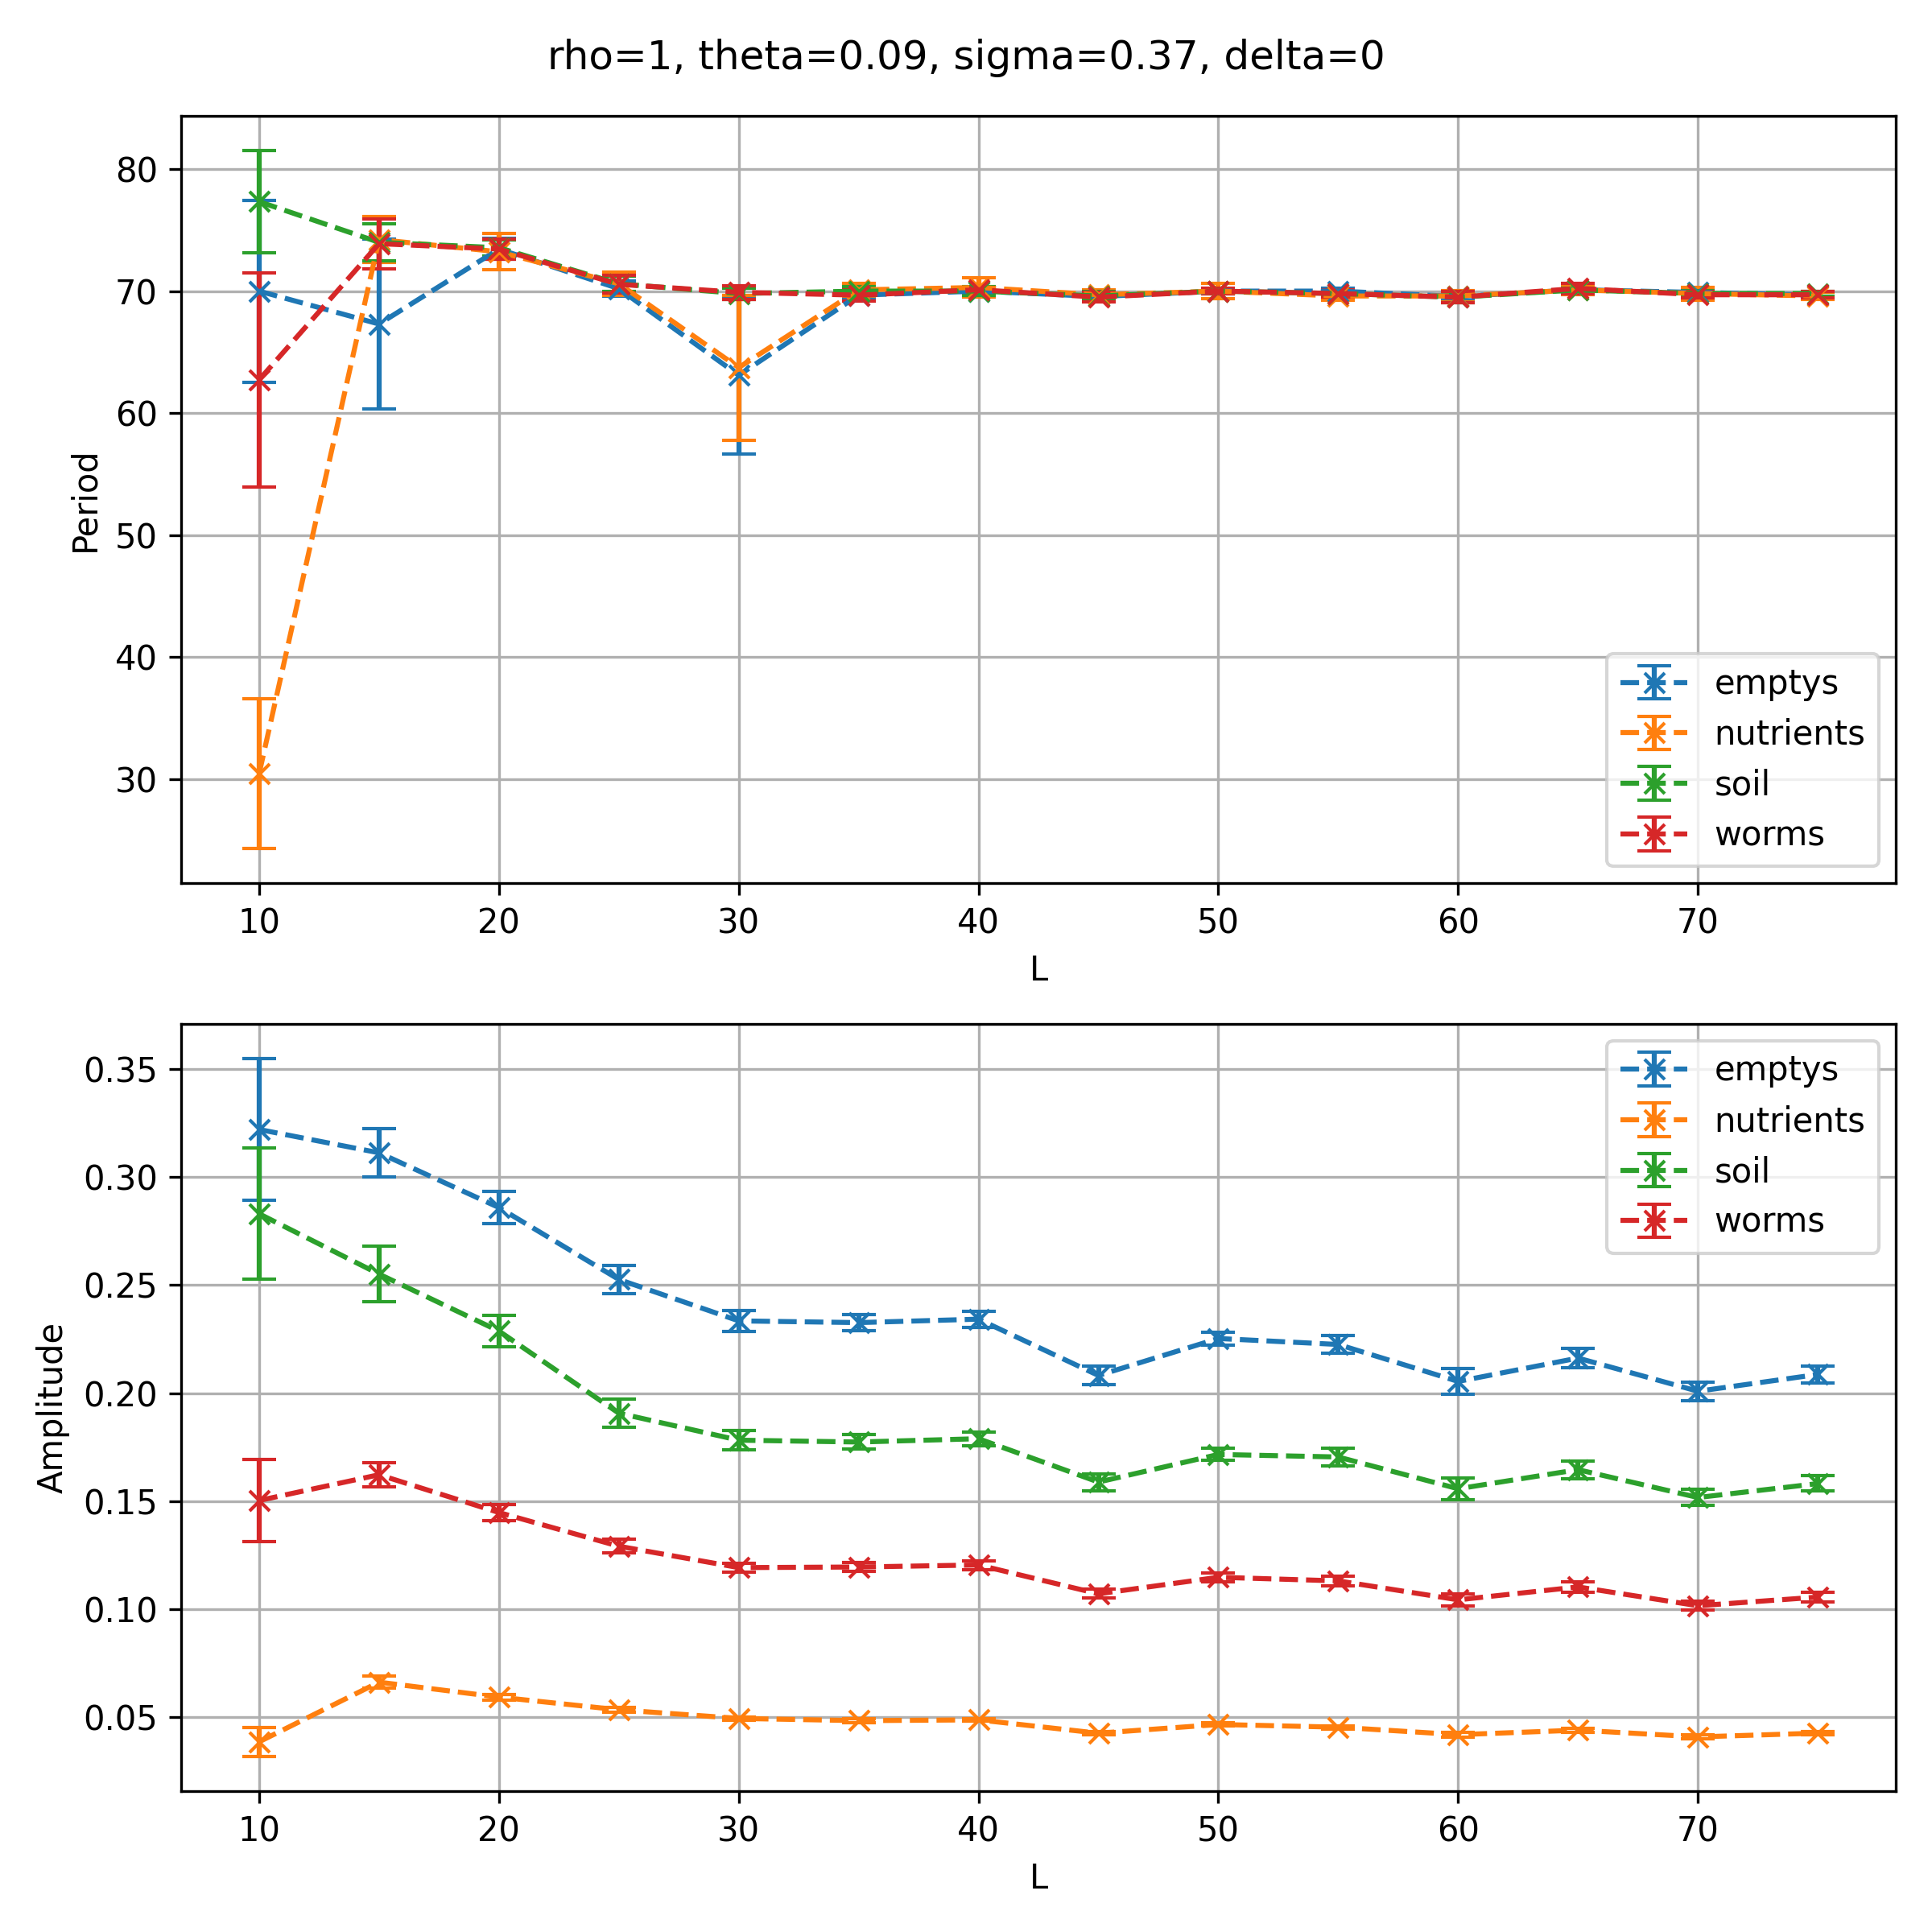 rho=1, theta=0.09, sigma=0.37, delta=0
80
70
60
50
40
30
Period
10 20 30 40 50 60 70
L
emptys
nutrients
soil
worms
0.35
0.30
0.25
0.20
0.15
0.10
0.05
Amplitude
10 20 30 40 50 60 70
L
emptys
nutrients
soil
worms